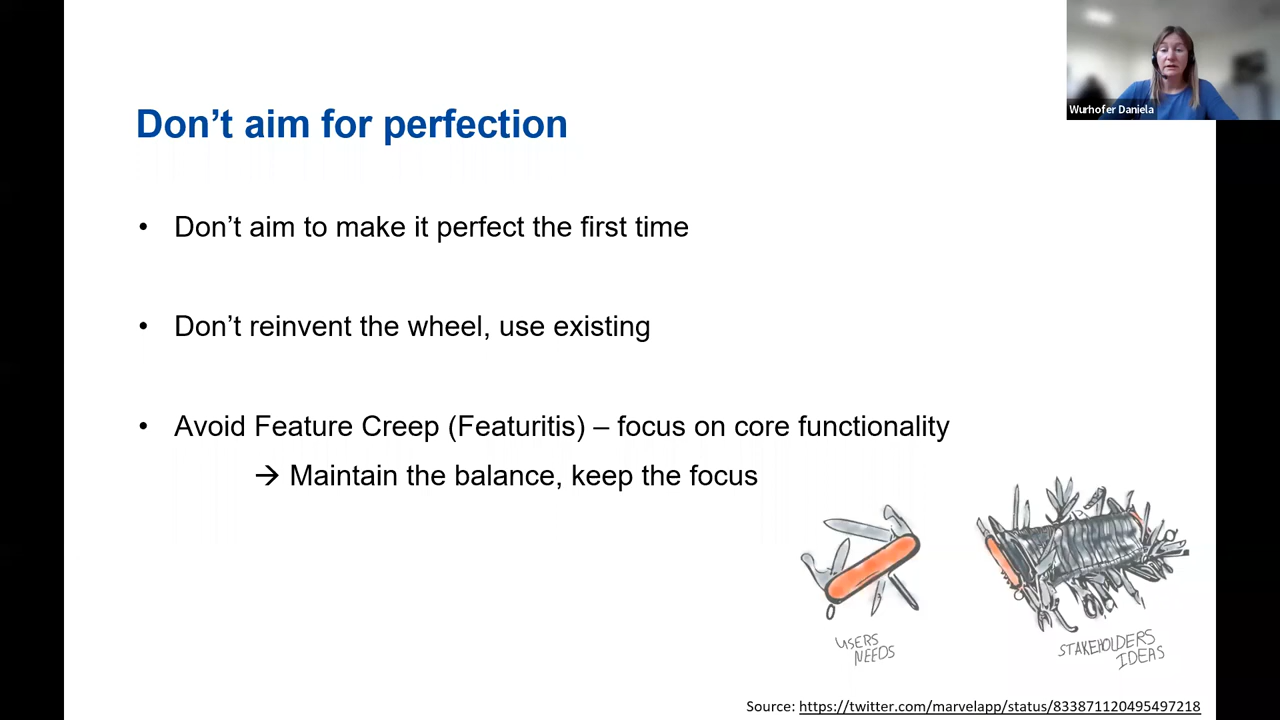 Wurhofer Daniela
Don’t aim for perfection
• Don’t aim to make it perfect the first time
• Don’t reinvent the wheel, use existing
• Avoid Feature Creep (Featuritis) – focus on core functionality
→ Maintain the balance, keep the focus
USERS
NEEDS
STAKEHOLDERS
IDEAS
Source: https://twitter.com/marvelapp/status/833871120495497218